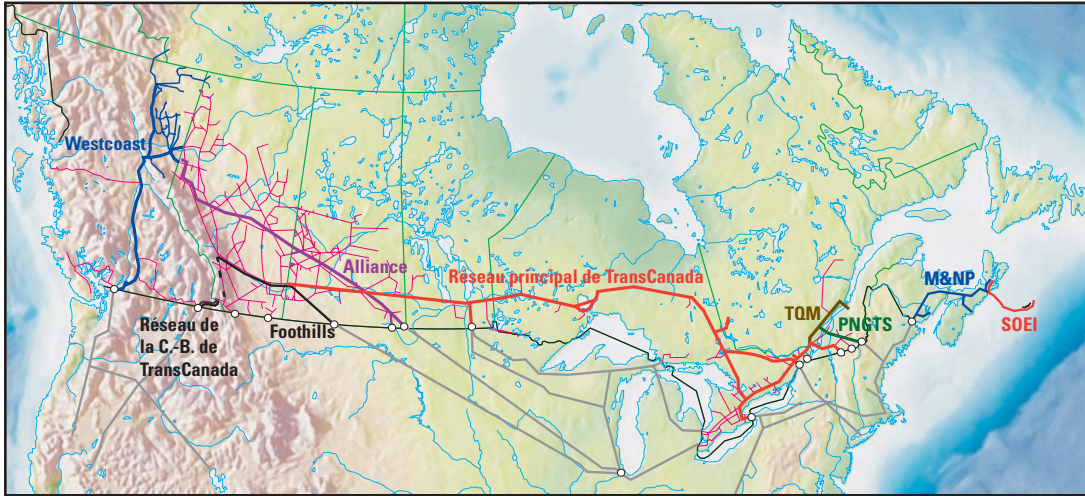 Westcoast
Alliance
Réseau principal de TransCanada
Réseau de
la C.-B. de
TransCanada
Foothills
TQM
PNGTS
M&NP
SOEI